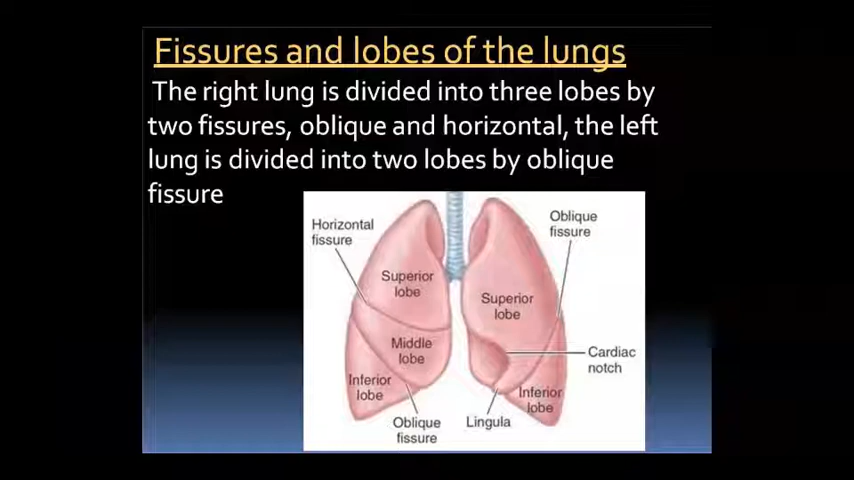 Fissures and lobes of the lungs
The right lung is divided into three lobes by
two fissures, oblique and horizontal, the left
lung is divided into two lobes by oblique
fissure
Horizontal
fissure
Oblique
fissure
Superior
lobe
Superior
lobe
Middle
lobe
Cardiac
notch
Inferior
lobe
Inferior
lobe
Oblique
fissure
Lingula